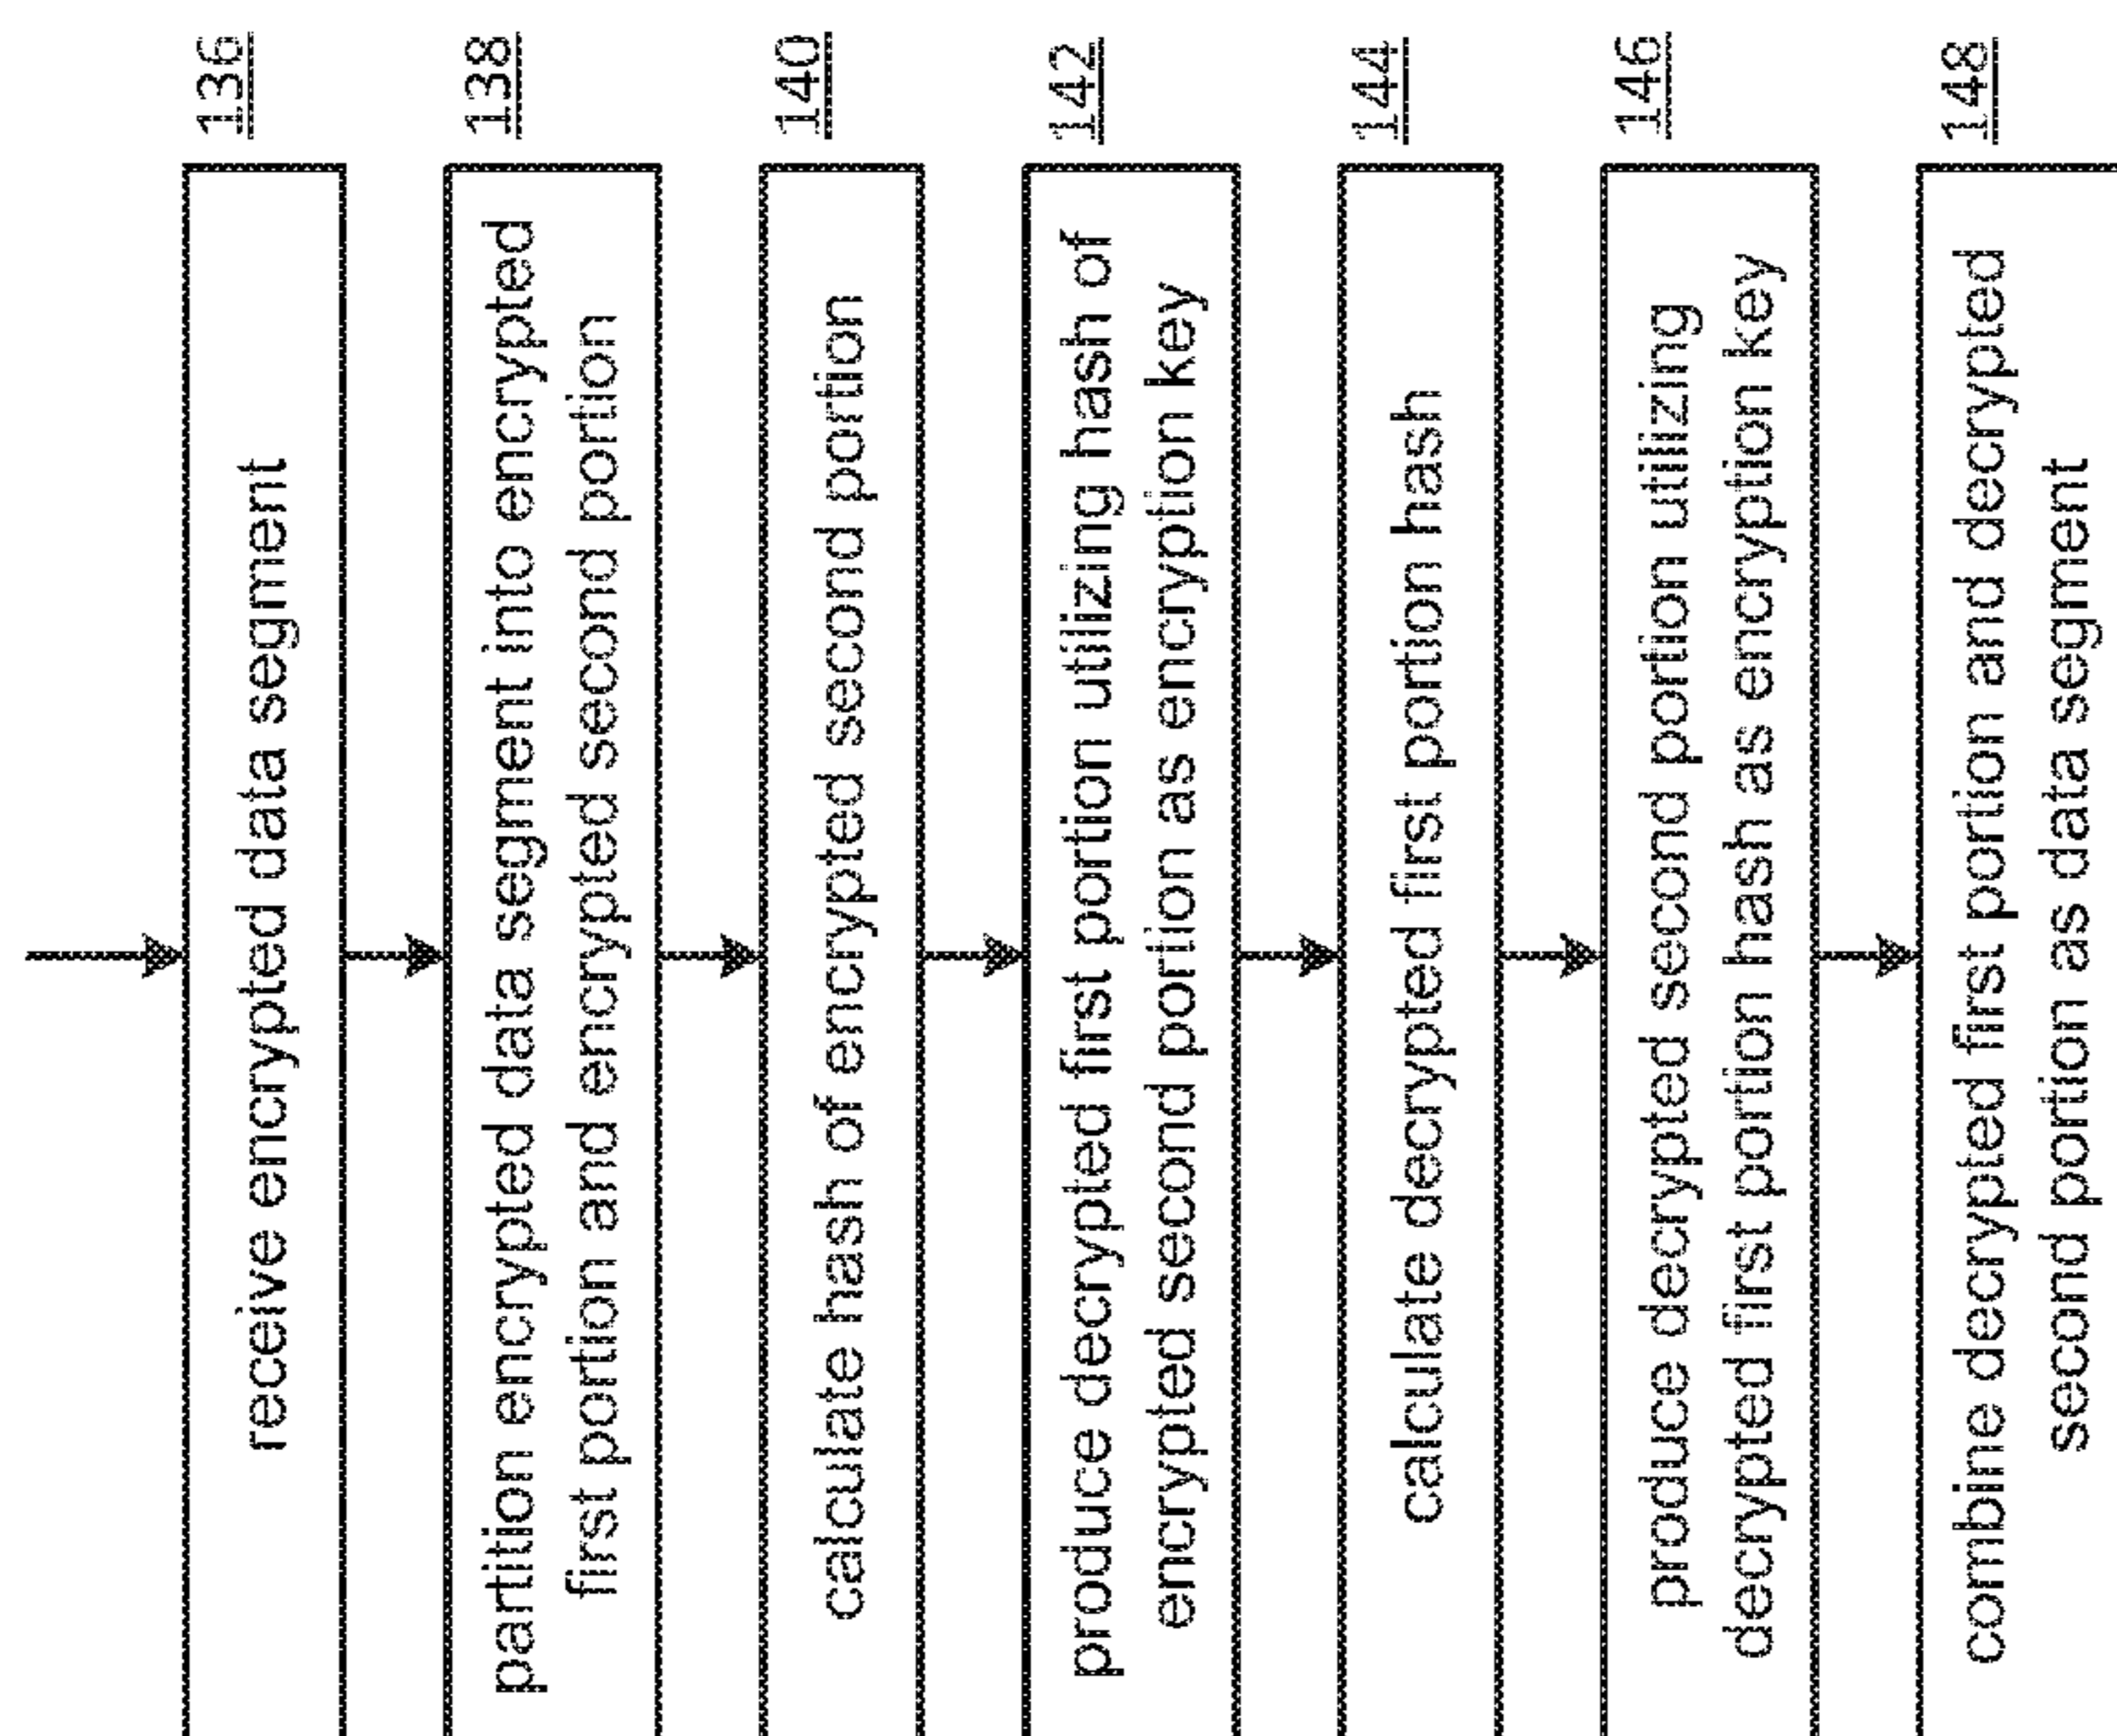 receive encrypted data segment
136
partition encrypted data segment into encrypted
first portion and encrypted second portion
138
calculate hash of encrypted second portion
140
produce decrypted first portion utilizing hash of
encrypted second portion as encryption key
142
calculate decrypted first portion hash
144
produce decrypted second portion utilizing
decrypted first portion hash as encryption key
146
combine decrypted first portion and decrypted
second portion as data segment
148